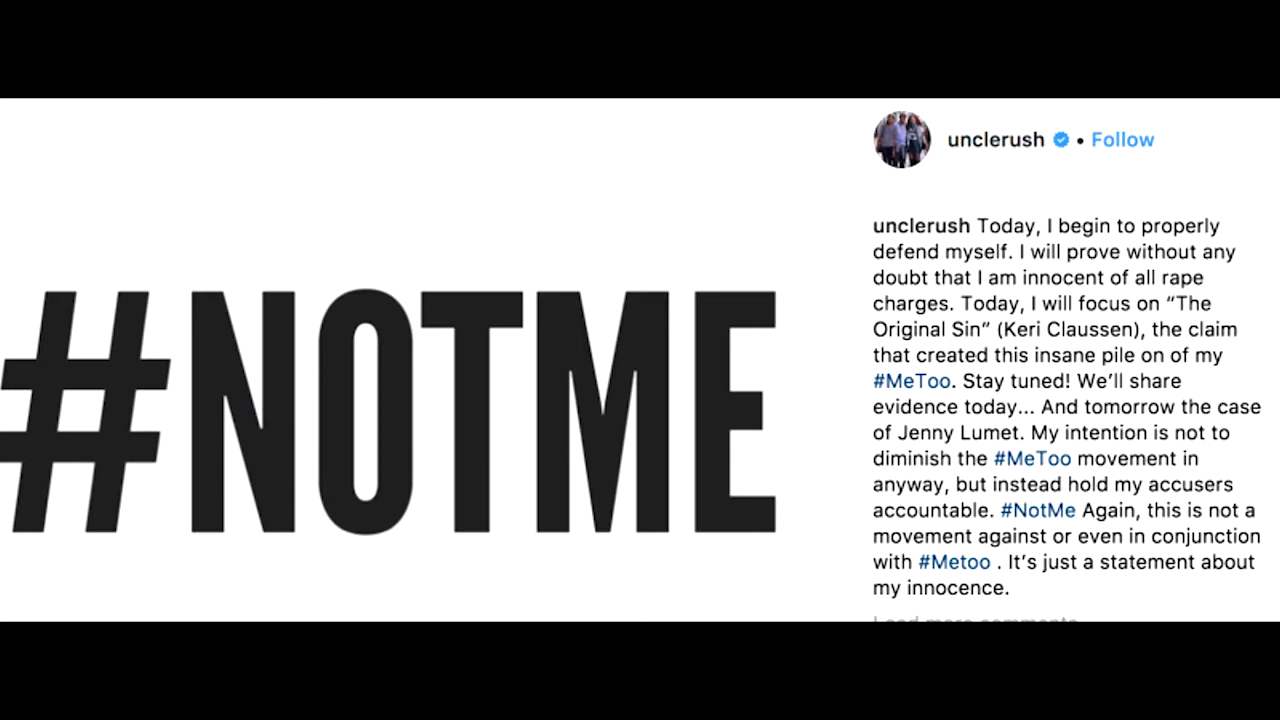 #NOTME
unclerush • Follow
unclerush Today, I begin to properly
defend myself. I will prove without any
doubt that I am innocent of all rape
charges. Today, I will focus on “The
Original Sin” (Keri Claussen), the claim
that created this insane pile on of my
#MeToo. Stay tuned! We’ll share
evidence today... And tomorrow the case
of Jenny Lumet. My intention is not to
diminish the #MeToo movement in
anyway, but instead hold my accusers
accountable. #NotMe Again, this is not a
movement against or even in conjunction
with #Metoo . It’s just a statement about
my innocence.
Load more comments